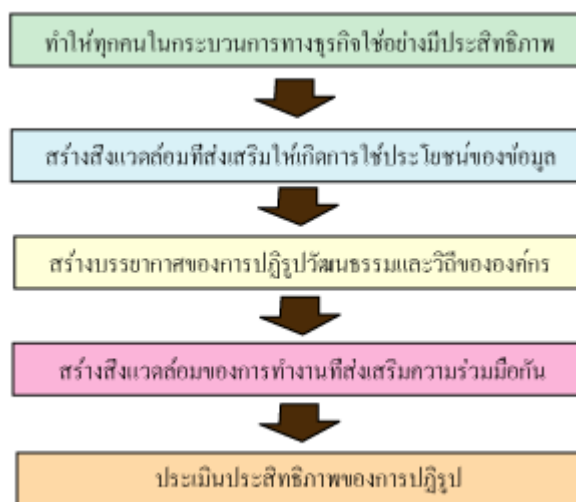 ทำให้ทุกคนในกระบวนการทางธุรกิจใช้อย่างมีประสิทธิภาพ
สร้างสิ่งแวดล้อมที่ส่งเสริมให้เกิดการใช้ประโยชน์ของข้อมูล
สร้างบรรยากาศของการปฎิรูปวัฒนธรรมและวิถีขององค์กร
สร้างสิ่งแวดล้อมของการทำงานที่ส่งเสริมความร่วมมือกัน
ประเมินประสิทธิภาพของการปฎิรูป